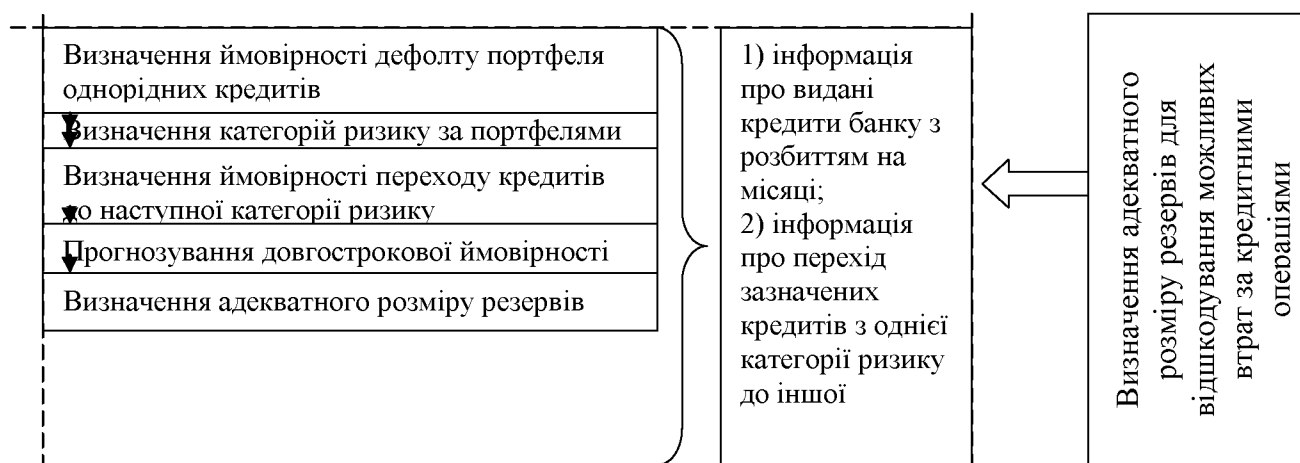 Визначення ймовірності дефолту портфеля
однорідних кредитів
Визначення категорій ризику за портфелями
Визначення ймовірності переходу кредитів
до наступної категорії ризику
Прогнозування довгострокової ймовірності
Визначення адекватного розміру резервів
1) інформація
про видані
кредити банку з
розбиттям на
місяці;
2) інформація
про перехід
зазначених
кредитів з однієї
категорії ризику
до іншої
Визначення адекватного
розміру резервів для
відшкодування можливих
втрат за кредитними
операціями